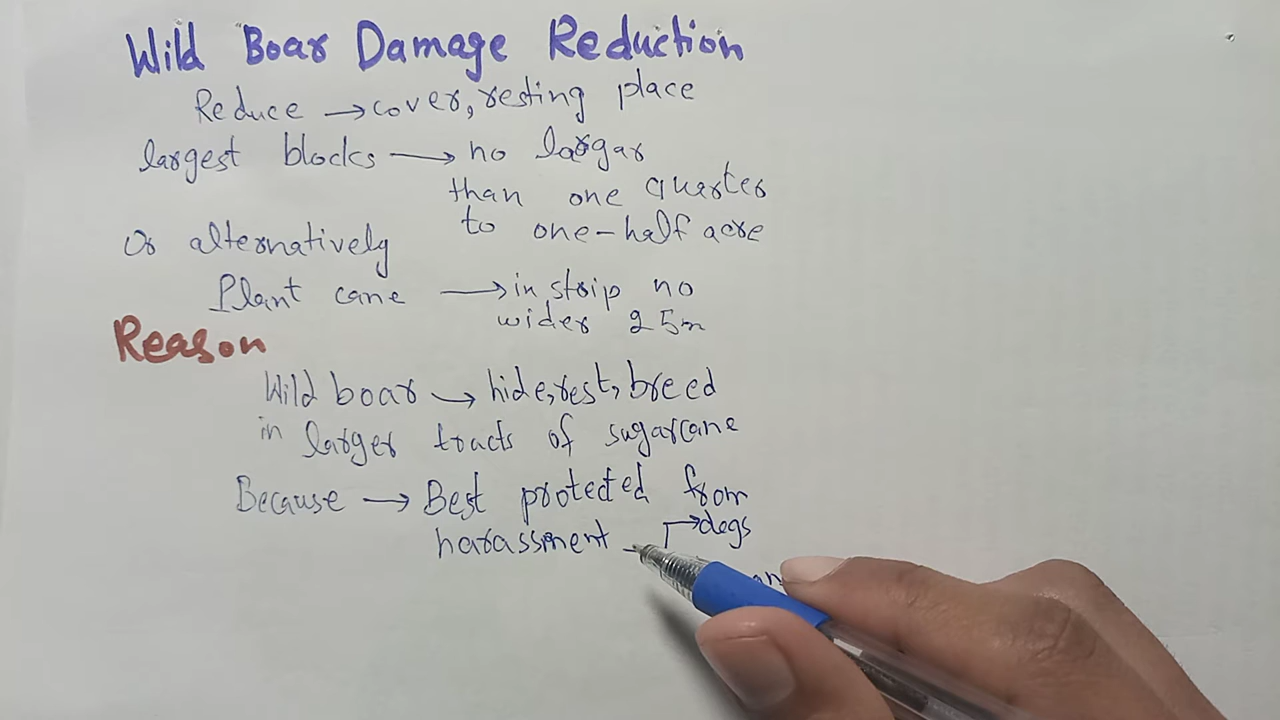 Wild Boar Damage Reduction
Reduce → cover, resting place
largest blocks → no largar
than one quarter
to one-half acre
Or alternatively
Plant cane → in strip no
wider 25m
Reason
Wild boar → hide, rest, breed
in larger tracts of sugarcane
Because → Best protected from
harassment → degs